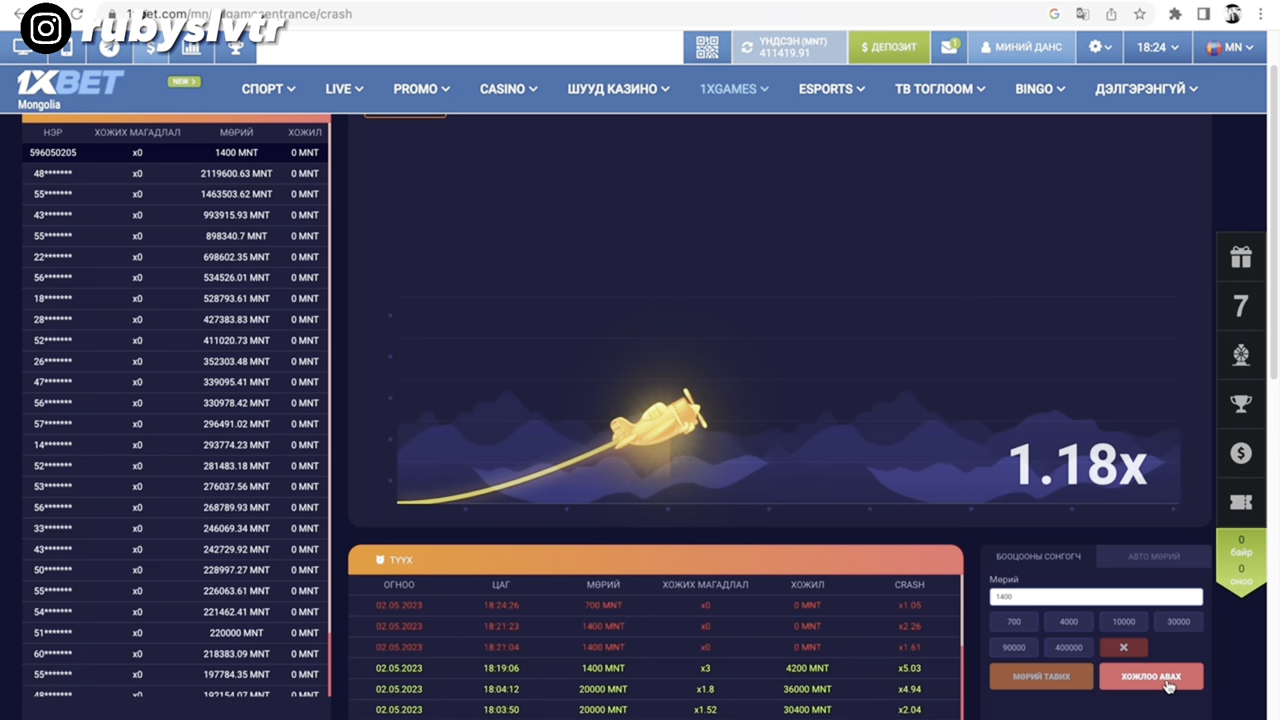 rubyslvtr
ҮНДСЭН (MNT)
411419.91
$ ДЕПОЗИТ
1
МИНИЙ ДАНС
18:24
MN
1XBET
Mongolia
NEW >
СПОРТ
LIVE
PROMO
CASINO
ШУУД КАЗИНО
1XGAMES
ESPORTS
ТВ ТОГЛООМ
BINGO
ДЭЛГЭРЭНГҮЙ
НЭР ХОЖИХ МАГАДЛАЛ МӨРИЙ ХОЖИЛ
596050205 x0 1400 MNT 0 MNT
48******* x0 2119600.63 MNT 0 MNT
55******* x0 1463503.62 MNT 0 MNT
43******* x0 993915.93 MNT 0 MNT
55******* x0 898340.7 MNT 0 MNT
22******* x0 698602.35 MNT 0 MNT
56******* x0 534526.01 MNT 0 MNT
18******* x0 528793.61 MNT 0 MNT
28******* x0 427383.83 MNT 0 MNT
52******* x0 411020.73 MNT 0 MNT
26******* x0 352303.48 MNT 0 MNT
47******* x0 339095.41 MNT 0 MNT
56******* x0 330978.42 MNT 0 MNT
57******* x0 296491.02 MNT 0 MNT
14******* x0 293774.23 MNT 0 MNT
52******* x0 281483.18 MNT 0 MNT
53******* x0 276037.56 MNT 0 MNT
56******* x0 268789.93 MNT 0 MNT
33******* x0 246069.34 MNT 0 MNT
43******* x0 242729.92 MNT 0 MNT
50******* x0 228997.27 MNT 0 MNT
55******* x0 226063.61 MNT 0 MNT
54******* x0 221462.41 MNT 0 MNT
51******* x0 220000 MNT 0 MNT
60******* x0 218383.09 MNT 0 MNT
55******* x0 197784.35 MNT 0 MNT
48******* x0 192154.07 MNT 0 MNT
1.18x
ТҮҮХ
ОГНОО ЦАГ МӨРИЙ ХОЖИХ МАГАДЛАЛ ХОЖИЛ CRASH
02.05.2023 18:24:26 700 MNT x0 0 MNT x1.05
02.05.2023 18:21:23 1400 MNT x0 0 MNT x2.26
02.05.2023 18:21:04 1400 MNT x0 0 MNT x1.61
02.05.2023 18:19:06 1400 MNT x3 4200 MNT x5.03
02.05.2023 18:04:12 20000 MNT x1.8 36000 MNT x4.94
02.05.2023 18:03:50 20000 MNT x1.52 30400 MNT x2.04
БООЦООНЫ СОНГОГЧ АВТО МӨРИЙ
Мөрий
1400
700 4000 10000 30000
90000 400000
МӨРИЙ ТАВИХ ХОЖЛОО АВАХ
7
0
байр
0
оноо